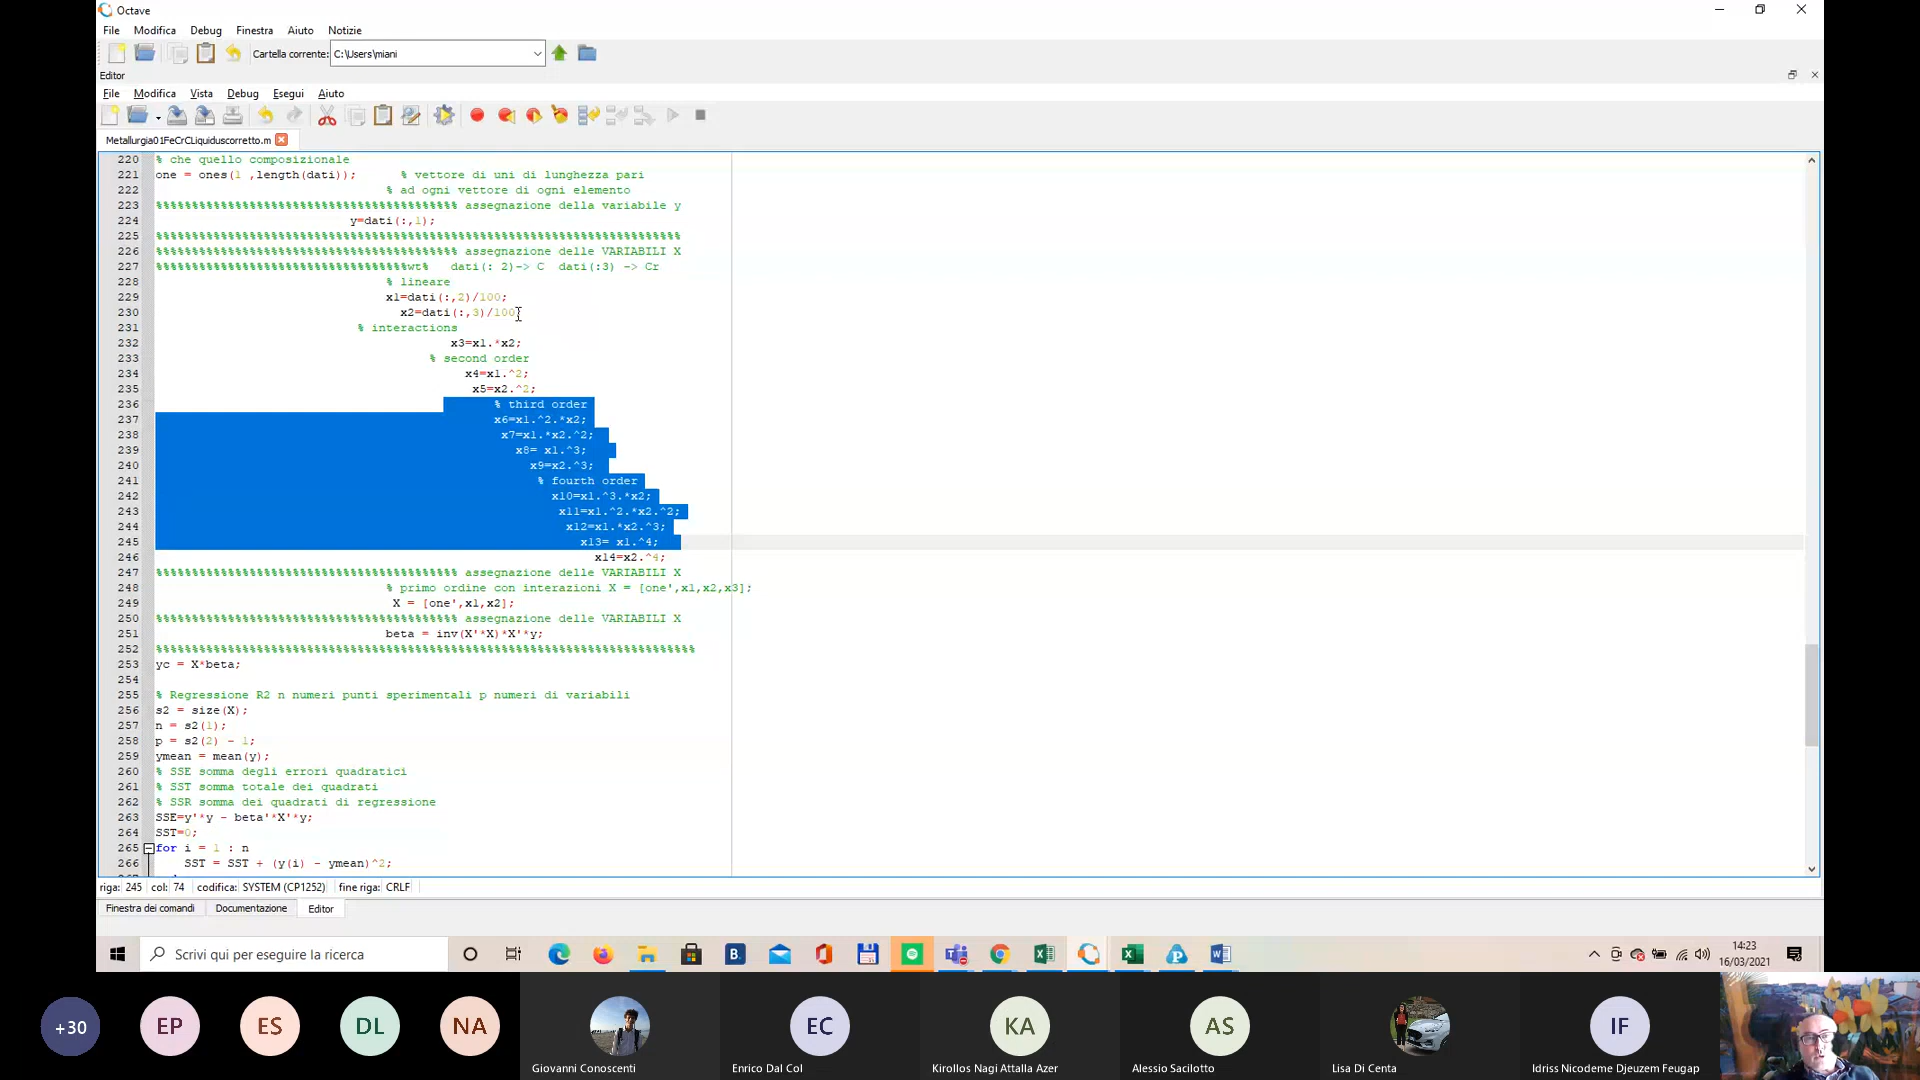 Octave
File Modifica Debug Finestra Aiuto Notizie
Cartella corrente: C:\Users\miani
Editor
File Modifica Vista Debug Esegui Aiuto
Metallurgia01FeCrCLiquiduscorretto.m
220 % che quello composizionale
221 one = ones(1 ,length(dati)); % vettore di uni di lunghezza pari
222 % ad ogni vettore di ogni elemento
223 %%%%%%%%%%%%%%%%%%%%%%%%%%%%%%%%%%%%%%%%%% assegnazione della variabile y
224 y=dati(:,1);
225 %%%%%%%%%%%%%%%%%%%%%%%%%%%%%%%%%%%%%%%%%%%%%%%%%%%%%%%%%%%%%%%%%%%%%%%%%%%
226 %%%%%%%%%%%%%%%%%%%%%%%%%%%%%%%%%%%%%%%%%% assegnazione delle VARIABILI X
227 %%%%%%%%%%%%%%%%%%%%%%%%%%%%%%%%%%%wt% dati(: 2)-> C dati(:3) -> Cr
228 % lineare
229 x1=dati(:,2)/100;
230 x2=dati(:,3)/100;
231 % interactions
232 x3=x1.*x2;
233 % second order
234 x4=x1.^2;
235 x5=x2.^2;
236 % third order
237 x6=x1.^2.*x2;
238 x7=x1.*x2.^2;
239 x8= x1.^3;
240 x9=x2.^3;
241 % fourth order
242 x10=x1.^3.*x2;
243 x11=x1.^2.*x2.^2;
244 x12=x1.*x2.^3;
245 x13= x1.^4;
246 x14=x2.^4;
247 %%%%%%%%%%%%%%%%%%%%%%%%%%%%%%%%%%%%%%%%%% assegnazione delle VARIABILI X
248 % primo ordine con interazioni X = [one',x1,x2,x3];
249 X = [one',x1,x2];
250 %%%%%%%%%%%%%%%%%%%%%%%%%%%%%%%%%%%%%%%%%% assegnazione delle VARIABILI X
251 beta = inv(X'*X)*X'*y;
252 %%%%%%%%%%%%%%%%%%%%%%%%%%%%%%%%%%%%%%%%%%%%%%%%%%%%%%%%%%%%%%%%%%%%%%%%%%%%%
253 yc = X*beta;
254
255 % Regressione R2 n numeri punti sperimentali p numeri di variabili
256 s2 = size(X);
257 n = s2(1);
258 p = s2(2) - 1;
259 ymean = mean(y);
260 % SSE somma degli errori quadratici
261 % SST somma totale dei quadrati
262 % SSR somma dei quadrati di regressione
263 SSE=y'*y - beta'*X'*y;
264 SST=0;
265 for i = 1 : n
266 SST = SST + (y(i) - ymean)^2;
riga: 245 col: 74 codifica: SYSTEM (CP1252) fine riga: CRLF
Finestra dei comandi Documentazione Editor
Scrivi qui per eseguire la ricerca
14:23
16/03/2021
+30 EP ES DL NA EC KA AS IF
Giovanni Conoscenti Enrico Dal Col Kirollos Nagi Attalla Azer Alessio Sacilotto Lisa Di Centa Idriss Nicodeme Djeuzem Feugap